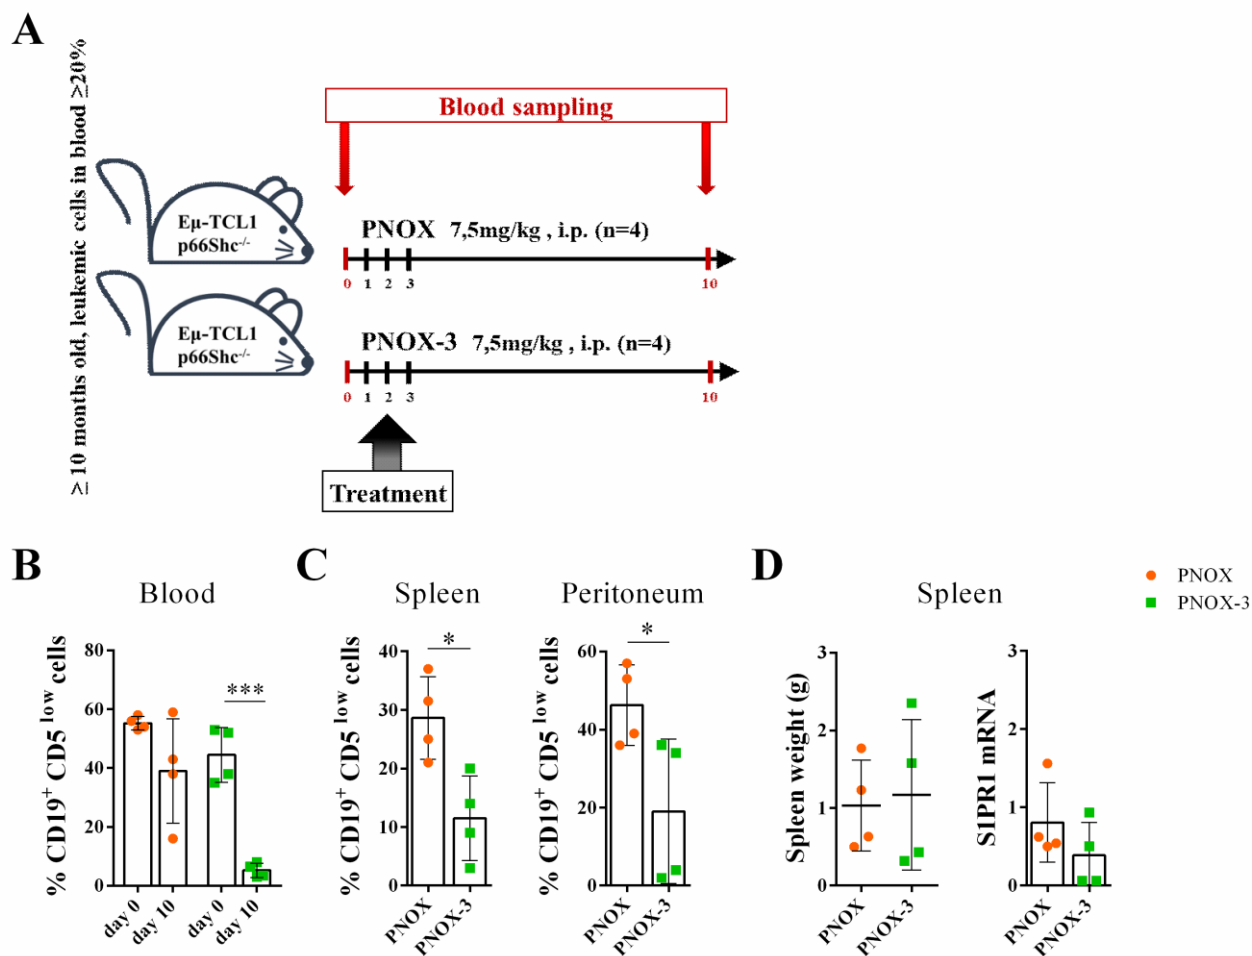 A
≥ 10 months old, leukemic cells in blood ≥20%
Blood sampling
Eμ-TCL1
p66Shc-/-
PNOX 7,5mg/kg , i.p. (n=4)
0 1 2 3 10
Eμ-TCL1
p66Shc-/-
PNOX-3 7,5mg/kg , i.p. (n=4)
0 1 2 3 10
Treatment
B
Blood
% CD19+ CD5 low cells
80
60
40
20
0
***
day 0
day 10
day 0
day 10
C
Spleen
% CD19+ CD5 low cells
40
30
20
10
0
*
PNOX
PNOX-3
Peritoneum
% CD19+ CD5 low cells
60
40
20
0
*
PNOX
PNOX-3
D
Spleen
Spleen weight (g)
3
2
1
0
PNOX
PNOX-3
S1PR1 mRNA
3
2
1
0
PNOX
PNOX-3
PNOX
PNOX-3